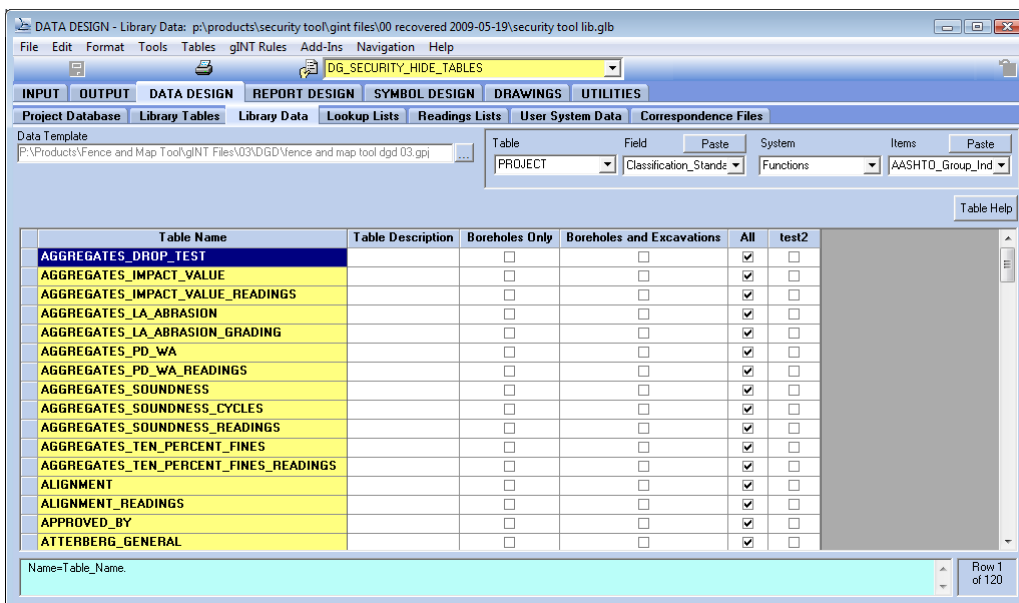 DATA DESIGN - Library Data: p:\products\security tool\gint files\00 recovered 2009-05-19\security tool lib.glb
File Edit Format Tools Tables gINT Rules Add-Ins Navigation Help
DG_SECURITY_HIDE_TABLES
INPUT OUTPUT DATA DESIGN REPORT DESIGN SYMBOL DESIGN DRAWINGS UTILITIES
Project Database Library Tables Library Data Lookup Lists Readings Lists User System Data Correspondence Files
Data Template
P:\Products\Fence and Map Tool\gINT Files\03\DGD\fence and map tool dgd 03.gpj ...
Table Field Paste System Items Paste
PROJECT Classification_Standa Functions AASHTO_Group_Ind
Table Help
Table Name Table Description Boreholes Only Boreholes and Excavations All test2
AGGREGATES_DROP_TEST
AGGREGATES_IMPACT_VALUE
AGGREGATES_IMPACT_VALUE_READINGS
AGGREGATES_LA_ABRASION
AGGREGATES_LA_ABRASION_GRADING
AGGREGATES_PD_WA
AGGREGATES_PD_WA_READINGS
AGGREGATES_SOUNDNESS
AGGREGATES_SOUNDNESS_CYCLES
AGGREGATES_SOUNDNESS_READINGS
AGGREGATES_TEN_PERCENT_FINES
AGGREGATES_TEN_PERCENT_FINES_READINGS
ALIGNMENT
ALIGNMENT_READINGS
APPROVED_BY
ATTERBERG_GENERAL
Name=Table_Name.
Row 1
of 120